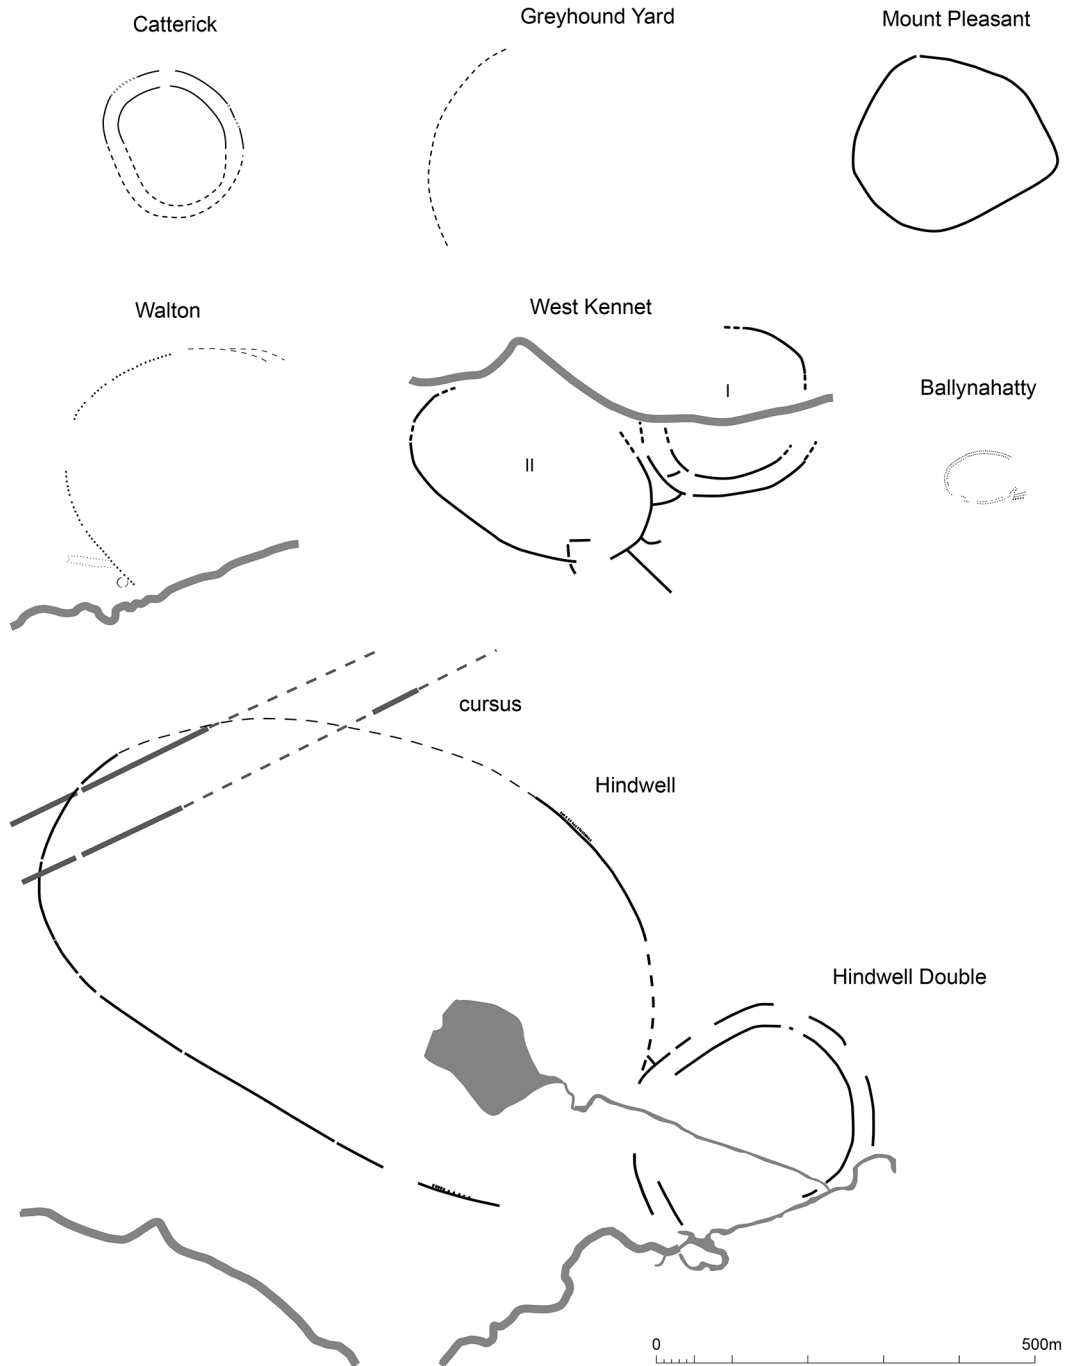 Catterick
Greyhound Yard
Mount Pleasant
Walton
West Kennet
I
II
Ballynahatty
cursus
Hindwell
Hindwell Double
0
500m